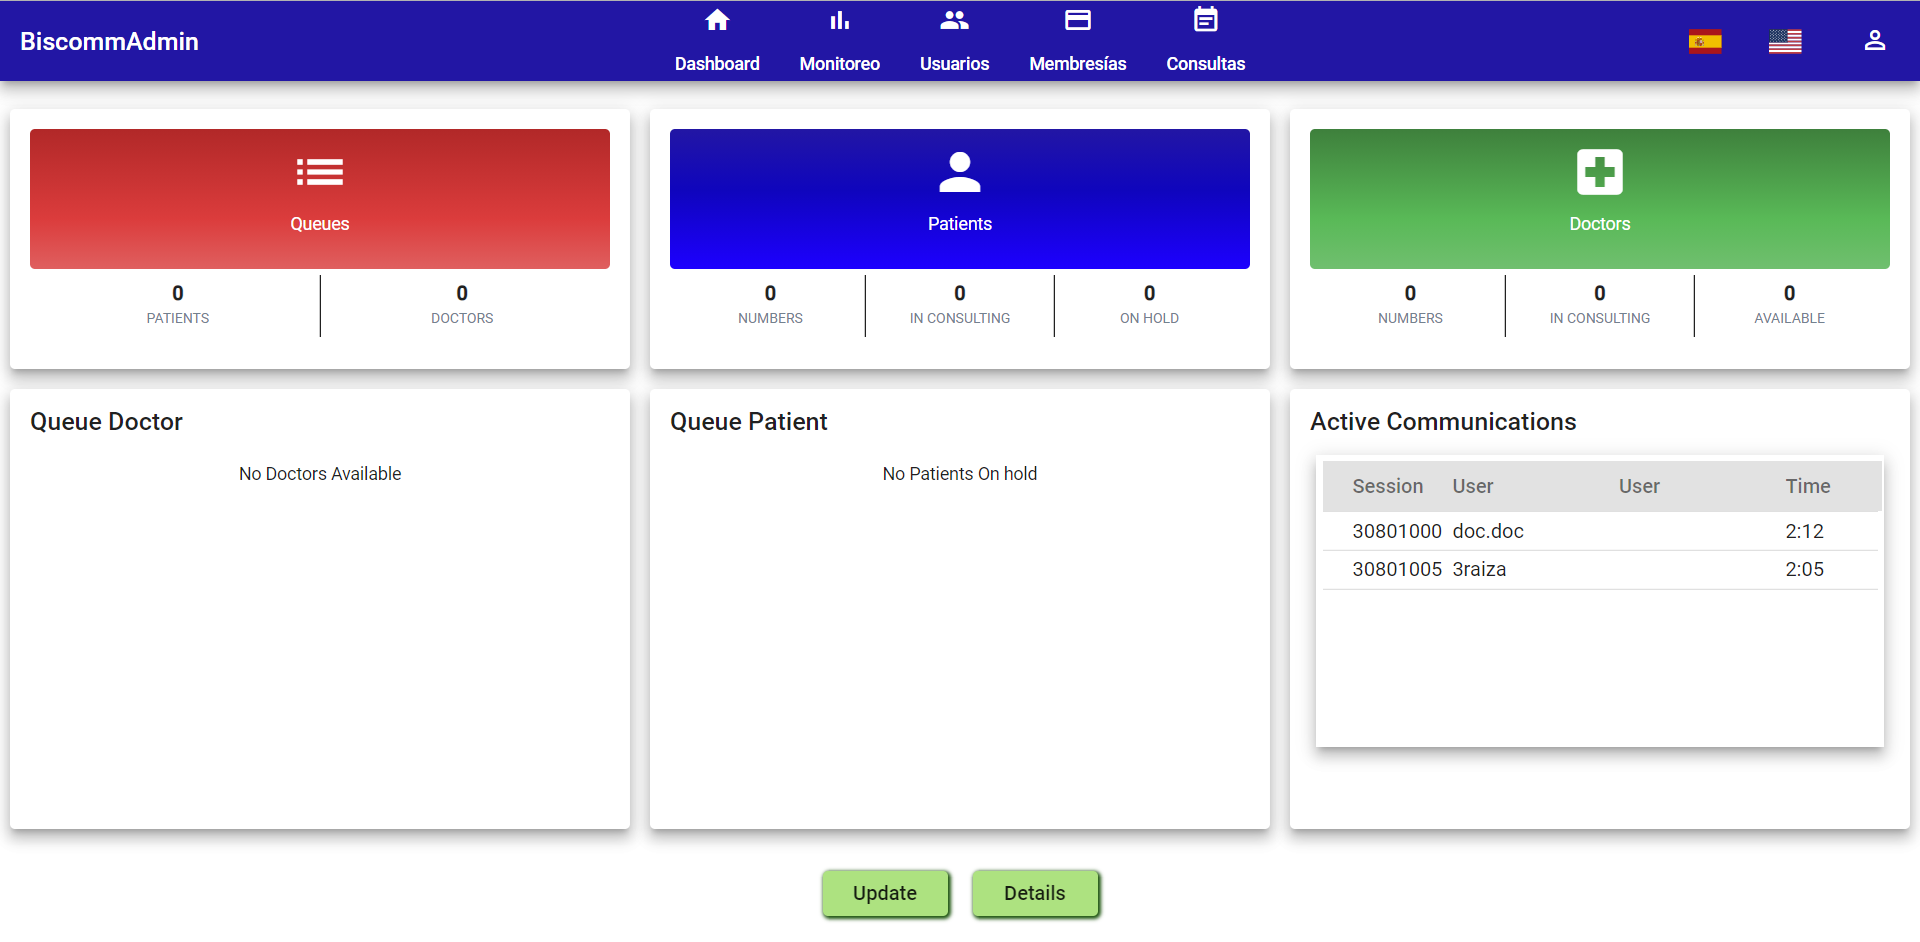 BiscommAdmin
Dashboard Monitoreo Usuarios Membresías Consultas
Queues
0 0
PATIENTS DOCTORS
Patients
0 0 0
NUMBERS IN CONSULTING ON HOLD
Doctors
0 0 0
NUMBERS IN CONSULTING AVAILABLE
Queue Doctor
No Doctors Available
Queue Patient
No Patients On hold
Active Communications
Session User User Time
30801000 doc.doc 2:12
30801005 3raiza 2:05
Update Details